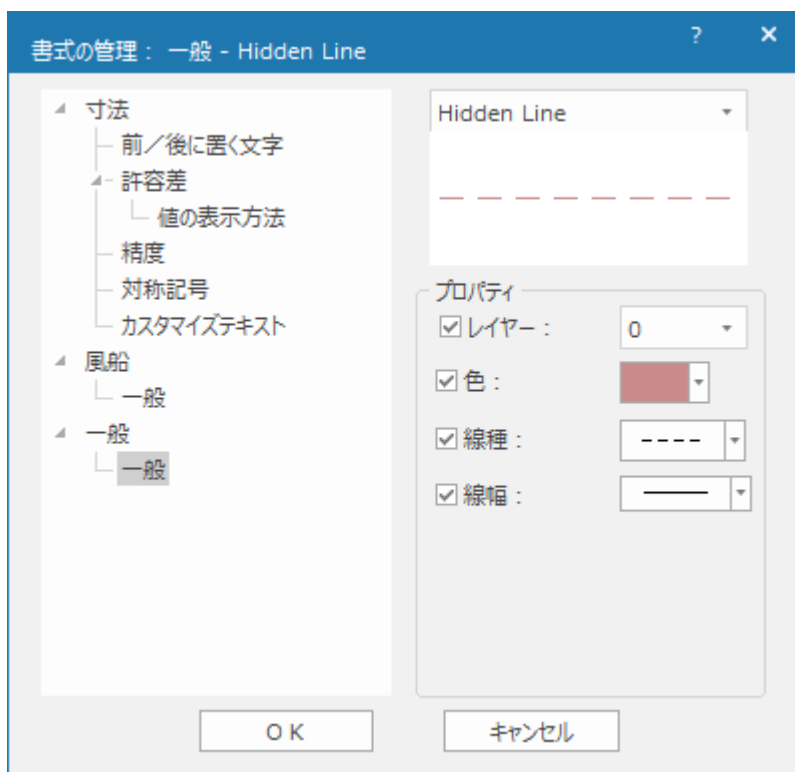 書式の管理： 一般 - Hidden Line
?
×
寸法
前／後に置く文字
許容差
値の表示方法
精度
対称記号
カスタマイズテキスト
風船
一般
一般
一般
Hidden Line
プロパティ
レイヤー：
0
色：
線種：
線幅：
OK
キャンセル